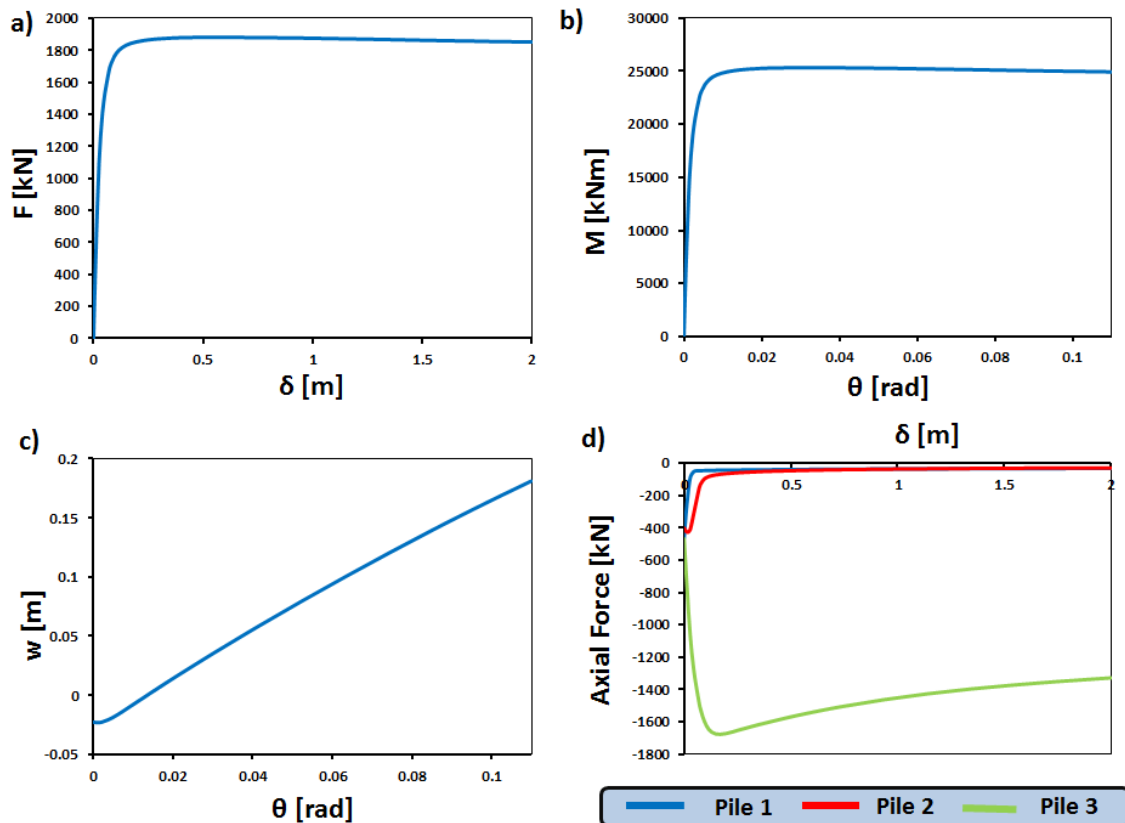 a)
2000
1800
1600
1400
1200
1000
800
600
400
200
0
F [kN]
0 0.5 1 1.5 2
δ [m]
b)
30000
25000
20000
15000
10000
5000
0
M [kNm]
0 0.02 0.04 0.06 0.08 0.1
θ [rad]
c)
0.2
0.15
0.1
0.05
0
-0.05
w [m]
0 0.02 0.04 0.06 0.08 0.1
θ [rad]
d)
δ [m]
0
-200
-400
-600
-800
-1000
-1200
-1400
-1600
-1800
Axial Force [kN]
0 0.5 1 1.5 2
Pile 1 Pile 2 Pile 3